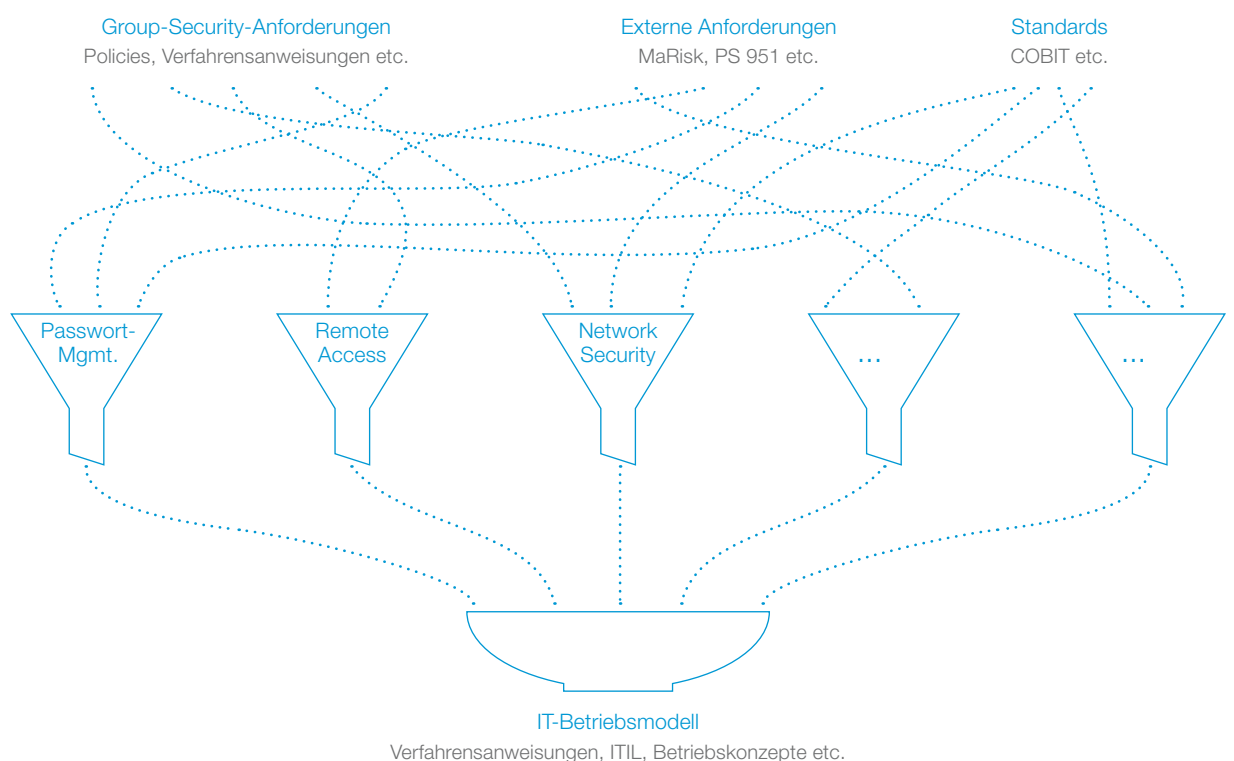 Group-Security-Anforderungen
Policies, Verfahrensanweisungen etc.
Externe Anforderungen
MaRisk, PS 951 etc.
Standards
COBIT etc.
Passwort-
Mgmt.
Remote
Access
Network
Security
...
...
IT-Betriebsmodell
Verfahrensanweisungen, ITIL, Betriebskonzepte etc.